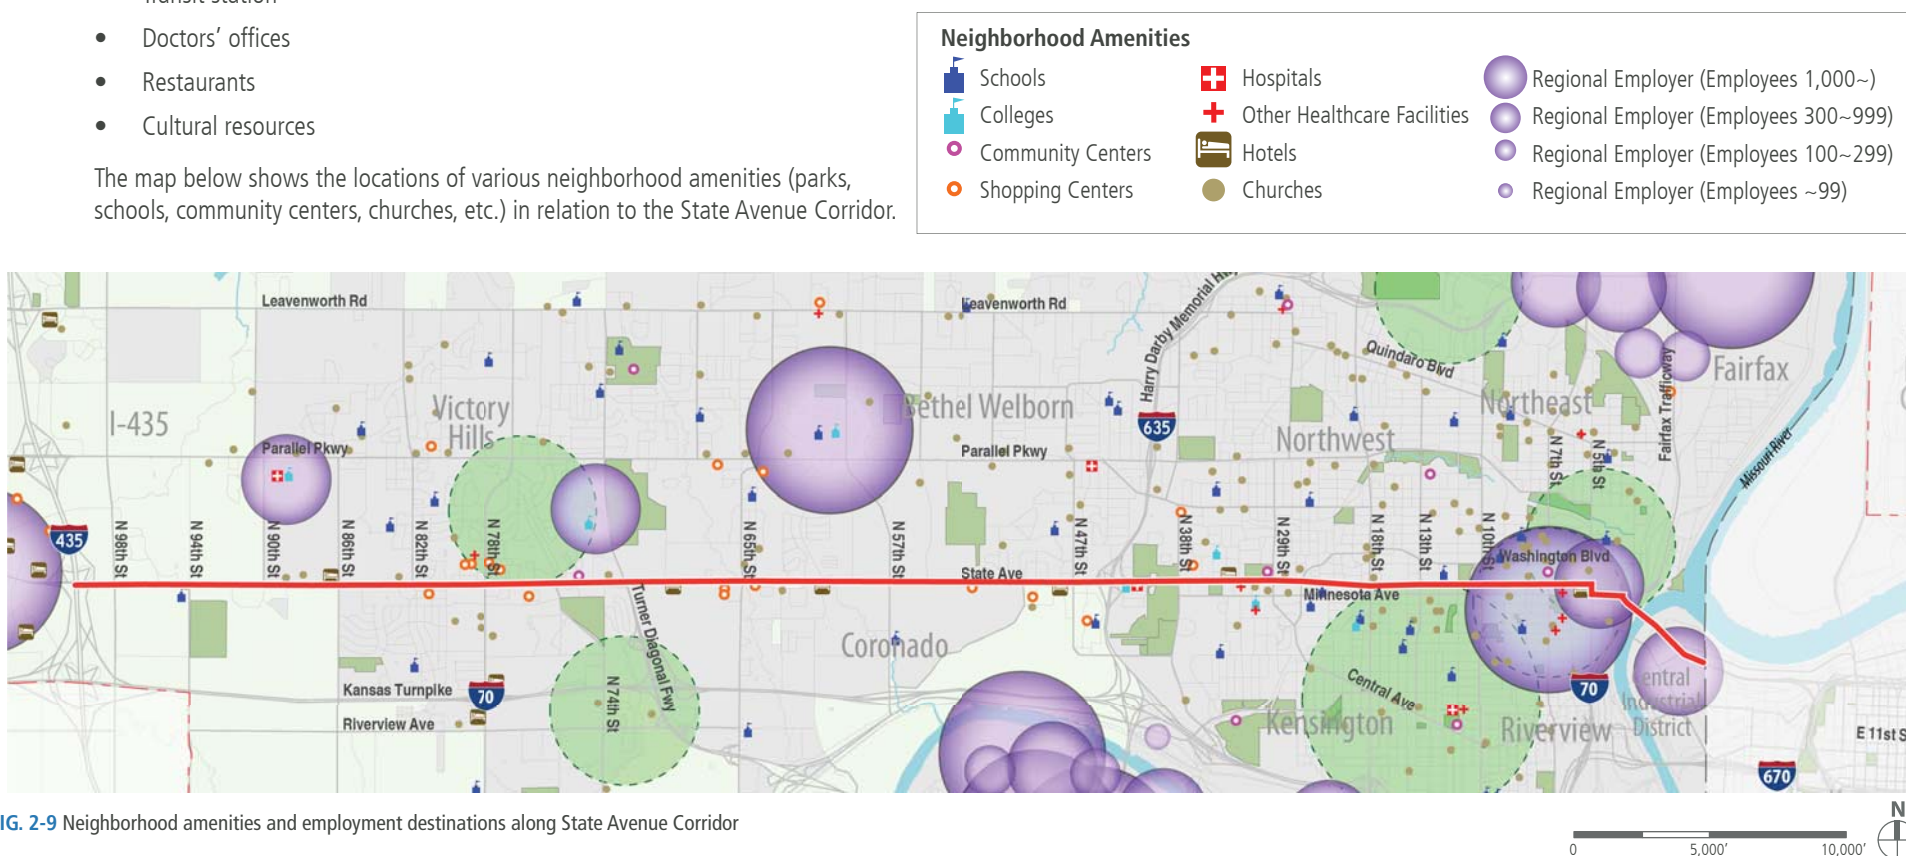 Transit station
• Doctors’ offices
• Restaurants
• Cultural resources
The map below shows the locations of various neighborhood amenities (parks,
schools, community centers, churches, etc.) in relation to the State Avenue Corridor.
Neighborhood Amenities
Schools
Colleges
Community Centers
Shopping Centers
Hospitals
Other Healthcare Facilities
Hotels
Churches
Regional Employer (Employees 1,000~)
Regional Employer (Employees 300~999)
Regional Employer (Employees 100~299)
Regional Employer (Employees ~99)
Leavenworth Rd
Leavenworth Rd
Harry Darby Memorial Hwy
Quindaro Blvd
Fairfax Trafficway
Fairfax
Missouri River
I-435
Victory
Hills
Bethel Welborn
635
Northwest
Northeast
Parallel Pkwy
Parallel Pkwy
N 7th St
N 5th St
435
N 98th St
N 94th St
N 90th St
N 86th St
N 82th St
N 78th St
N 65th St
N 57th St
N 47th St
N 38th St
N 29th St
N 18th St
N 13th St
N 10th St
Washington Blvd
State Ave
Minnesota Ave
Turner Diagonal Fwy
Coronado
N 74th St
Kansas Turnpike
70
Riverview Ave
Central Ave
Kensington
Riverview
70
entral
Industrial
District
E 11st S
670
IG. 2-9 Neighborhood amenities and employment destinations along State Avenue Corridor
N
0 5,000’ 10,000’